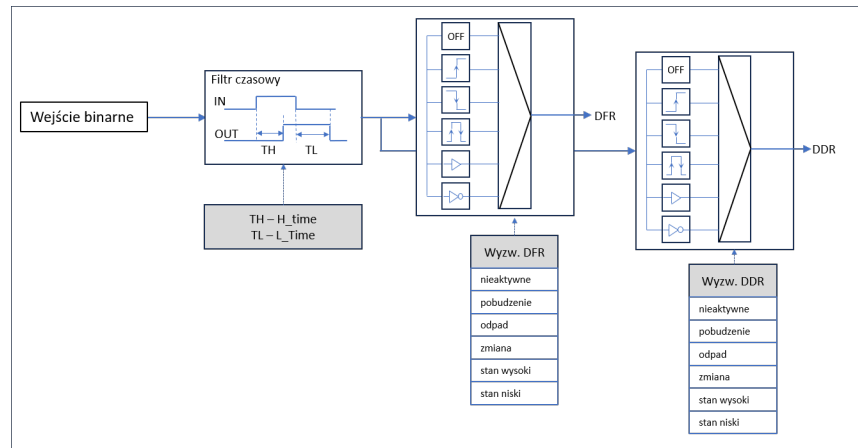 Wejście binarne
Filtr czasowy
IN
OUT
TH
TL
TH – H_time
TL – L_Time
OFF
DFR
Wyzw. DFR
nieaktywne
pobudzenie
odpad
zmiana
stan wysoki
stan niski
OFF
DDR
Wyzw. DDR
nieaktywne
pobudzenie
odpad
zmiana
stan wysoki
stan niski